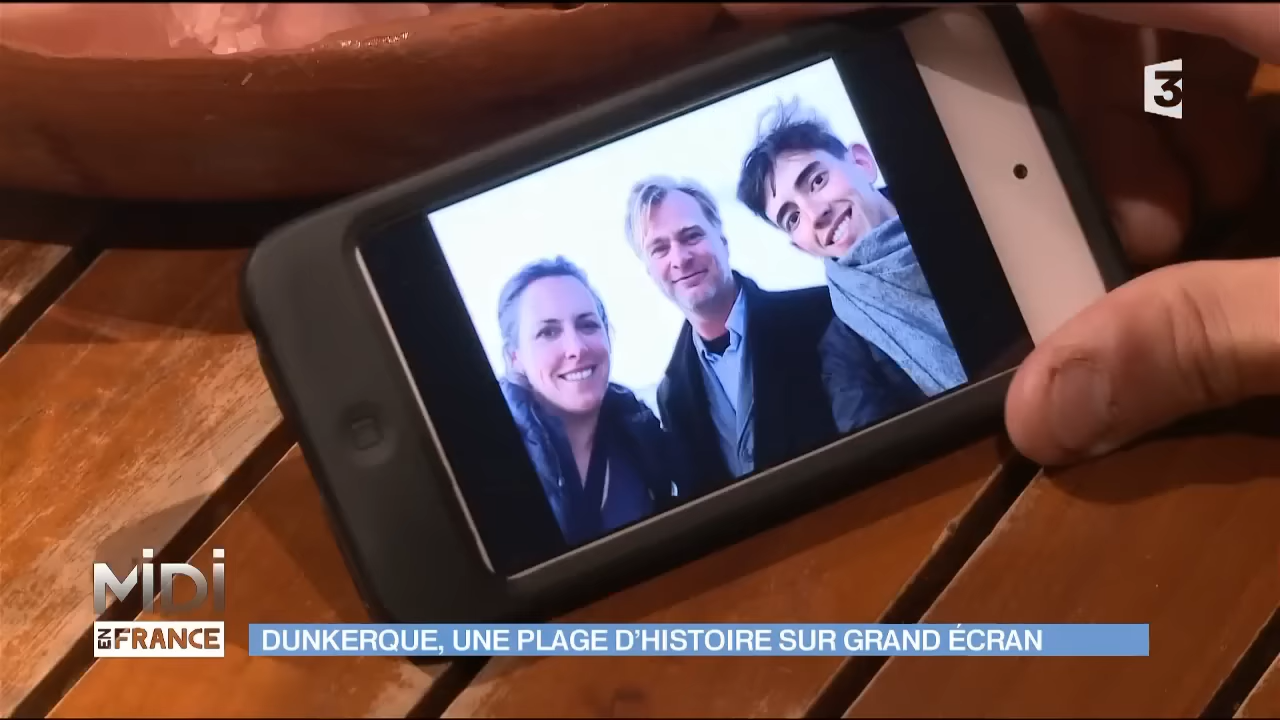 3
MiDi
EN FRANCE
DUNKERQUE, UNE PLAGE D'HISTOIRE SUR GRAND ÉCRAN